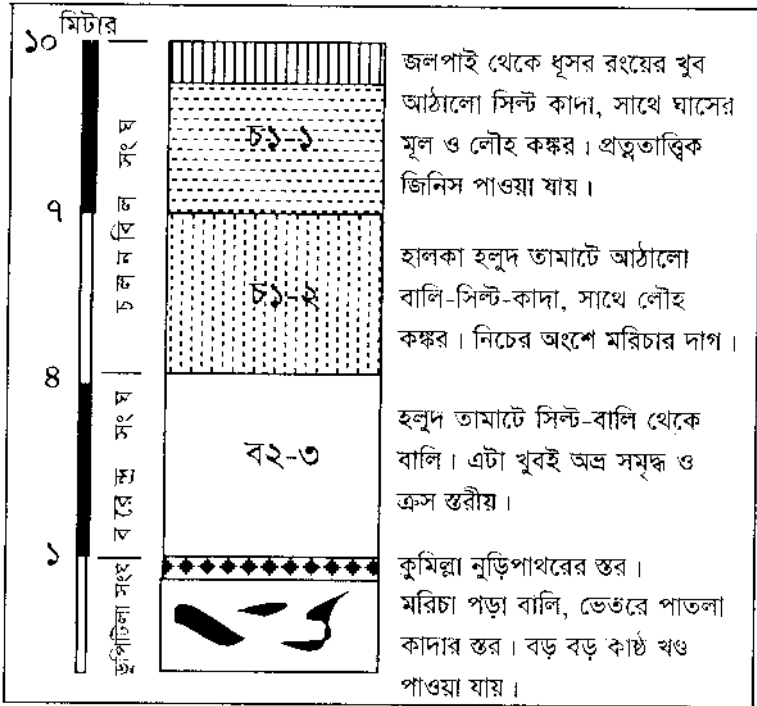 মিটার
১০
৭
৪
১
চলনবিল সংঘ
বরেন্দ্র সংঘ
ডুপিটিলা সংঘ
চ১-১
চ১-২
ব২-৩
জলপাই থেকে ধূসর রংয়ের খুব
আঠালো সিল্ট কাদা, সাথে ঘাসের
মূল ও লৌহ কঙ্কর। প্রত্নতাত্ত্বিক
জিনিস পাওয়া যায়।
হালকা হলুদ তামাটে আঠালো
বালি-সিল্ট-কাদা, সাথে লৌহ
কঙ্কর। নিচের অংশে মরিচার দাগ।
হলুদ তামাটে সিল্ট-বালি থেকে
বালি। এটা খুবই অভ্র সমৃদ্ধ ও
ক্রস স্তরীয়।
কুমিল্লা নুড়িপাথরের স্তর।
মরিচা পড়া বালি, ভেতরে পাতলা
কাদার স্তর। বড় বড় কাষ্ঠ খণ্ড
পাওয়া যায়।